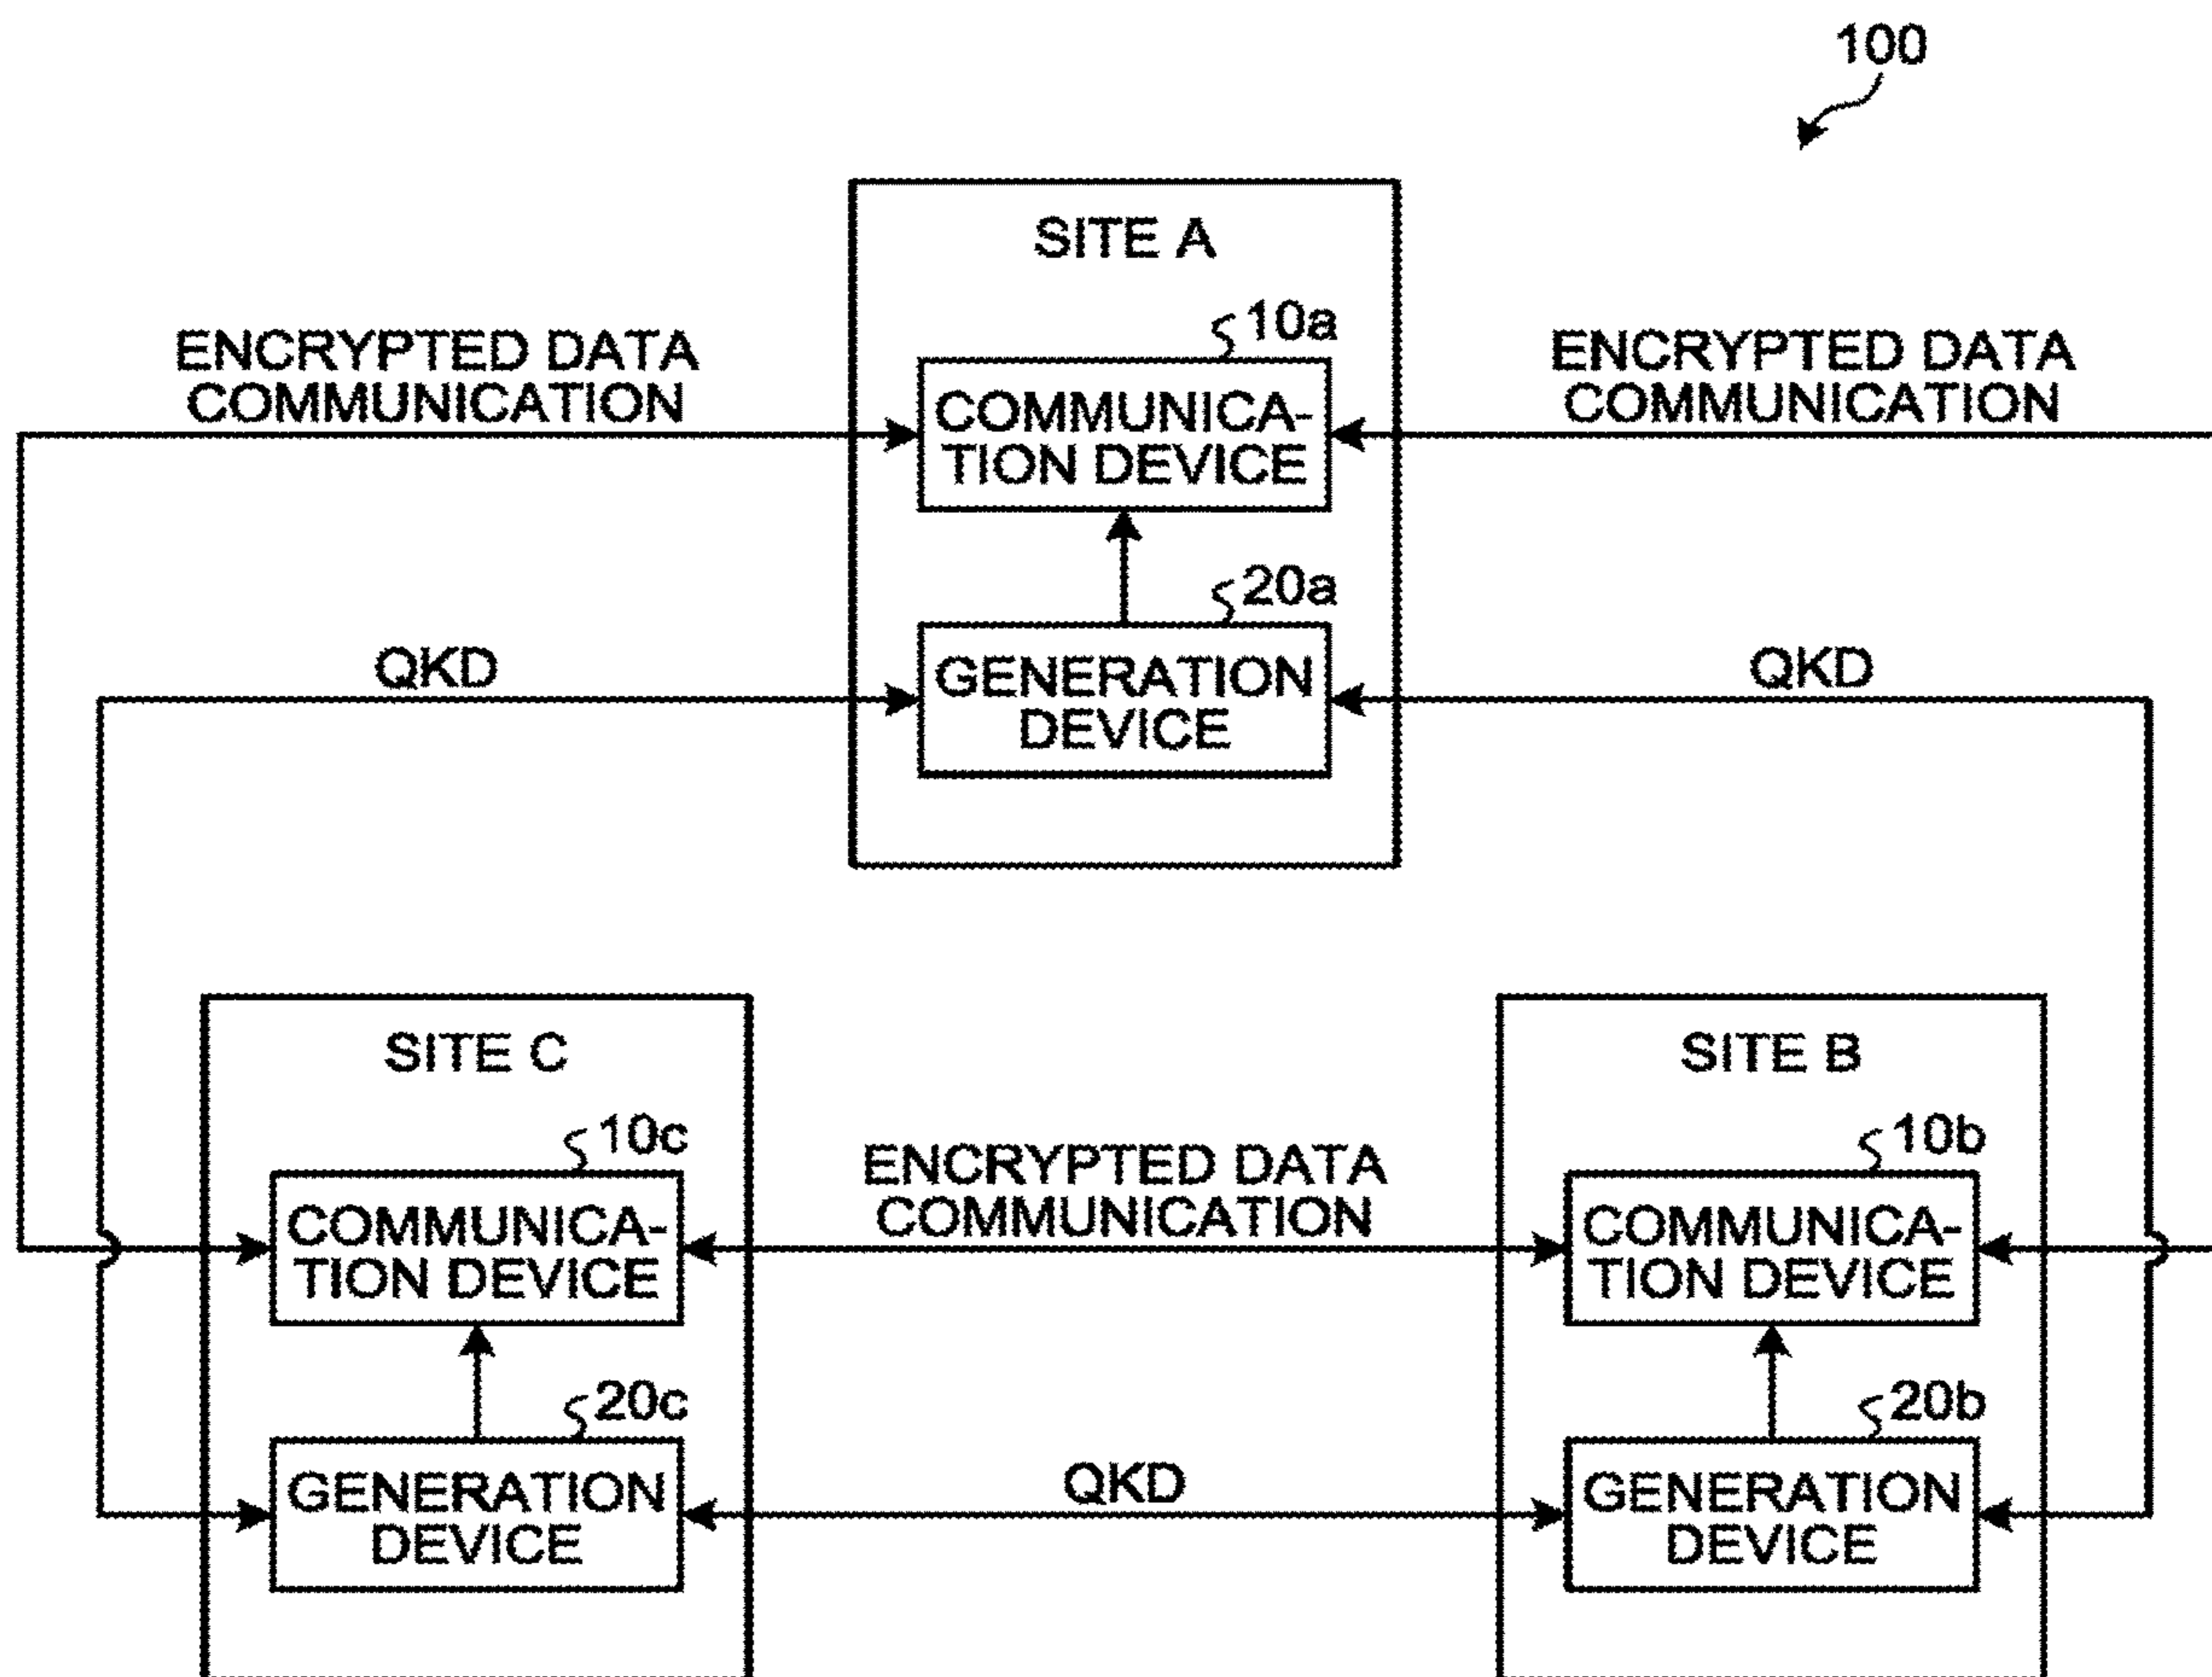 100
SITE A
10a
ENCRYPTED DATA
COMMUNICATION
COMMUNICA-
TION DEVICE
ENCRYPTED DATA
COMMUNICATION
20a
QKD
GENERATION
DEVICE
QKD
SITE C
SITE B
10c
COMMUNICA-
TION DEVICE
ENCRYPTED DATA
COMMUNICATION
10b
COMMUNICA-
TION DEVICE
20c
GENERATION
DEVICE
QKD
20b
GENERATION
DEVICE